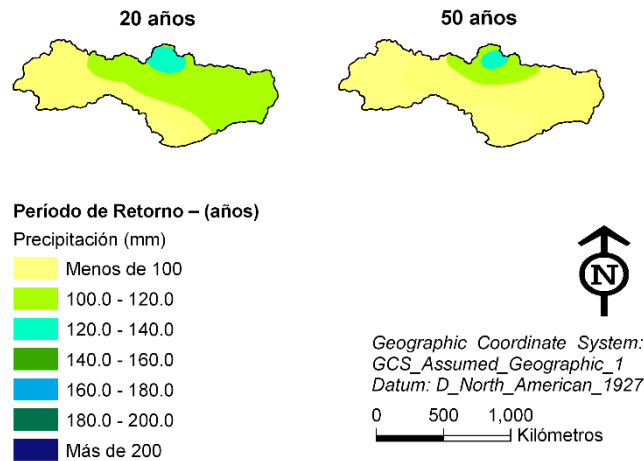 20 años
50 años
Período de Retorno – (años)
Precipitación (mm)
Menos de 100
100.0 - 120.0
120.0 - 140.0
140.0 - 160.0
160.0 - 180.0
180.0 - 200.0
Más de 200
N
Geographic Coordinate System:
GCS_Assumed_Geographic_1
Datum: D_North_American_1927
0 500 1,000
Kilómetros